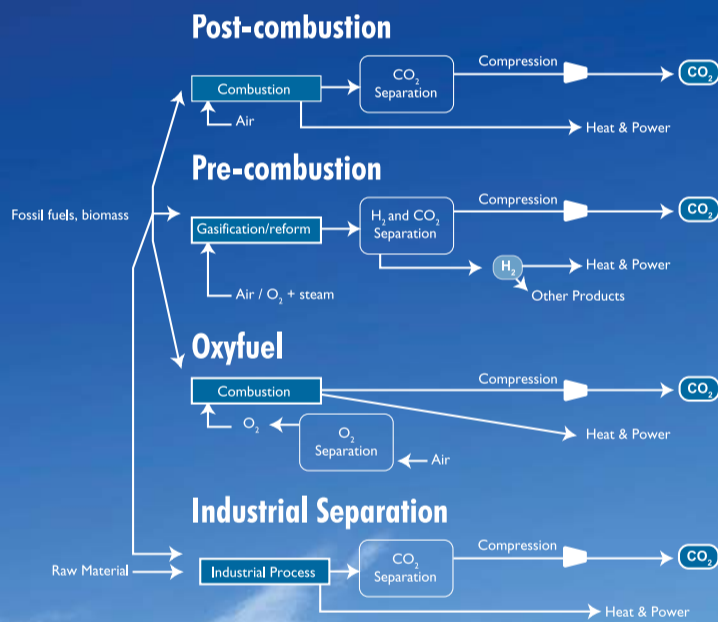 Post-combustion
Combustion
CO₂
Separation
Compression
CO₂
Air
Heat & Power
Pre-combustion
Fossil fuels, biomass
Gasification/reform
H₂ and CO₂
Separation
Compression
CO₂
H₂
Heat & Power
Other Products
Air / O₂ + steam
Oxyfuel
Combustion
Compression
CO₂
O₂
O₂
Separation
Air
Heat & Power
Industrial Separation
Raw Material
Industrial Process
CO₂
Separation
Compression
CO₂
Heat & Power